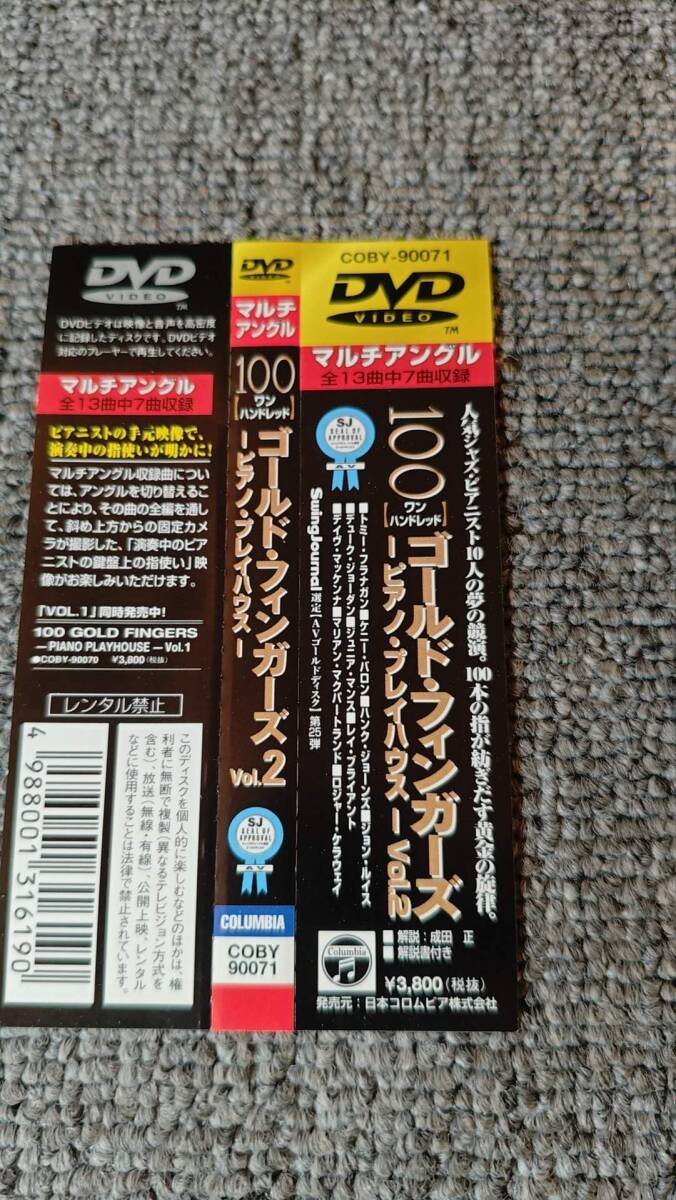 DVD
VIDEO
TM
DVDビデオは映像と音声を高密度
に記録したディスクです。DVDビデオ
対応のプレーヤーで再生してください。
マルチアングル
全13曲中7曲収録
ピアニストの手元映像で、
演奏中の指使いが明かに!
マルチアングル収録曲につい
ては、アングルを切り替えるこ
とにより、その曲の全編を通し
て、斜め上方からの固定カメ
ラが撮影した、「演奏中のピア
ニストの鍵盤上の指使い」映
像がお楽しみいただけます。
「VOL.1」同時発売中!
100 GOLD FINGERS
—PIANO PLAYHOUSE—Vol.1
●COBY-90070 ¥3,800(税抜)
レンタル禁止
4 988001 316190
このディスクを個人的に楽しむなどのほかは、権
利者に無断で複製(異なるテレビジョン方式を
含む)、放送(無線・有線)、公開上映、レンタル
などに使用することは法律で禁止されています。
DVD
VIDEO
マルチ
アングル
100
[ワンハンドレッド]
ゴールド・フィンガーズ
—ピアノ・プレイハウス—
Vol.2
SJ
SEAL OF
APPROVAL
AV
COLUMBIA
COBY
90071
COBY-90071
DVD
VIDEO
TM
マルチアングル
全13曲中7曲収録
人気ジャズ・ピアニスト10人の夢の競演。100本の指が紡ぎだす黄金の旋律。
100
[ワンハンドレッド]
ゴールド・フィンガーズ
—ピアノ・プレイハウス—Vol.2
SJ
SEAL OF
APPROVAL
AV
■トミー・フラナガン■ケニー・バロン■ハンク・ジョーンズ■ジョン・ルイス
■デューク・ジョーダン■ジュニア・マンス■レイ・ブライアント
■デイヴ・マッケンナ■マリアン・マクパートランド■ロジャー・ケラウェイ
SwingJournal選定[AVゴールドディスク]第25弾
Columbia
■解説:成田 正
■解説書付き
¥3,800(税抜)
発売元:日本コロムビア株式会社